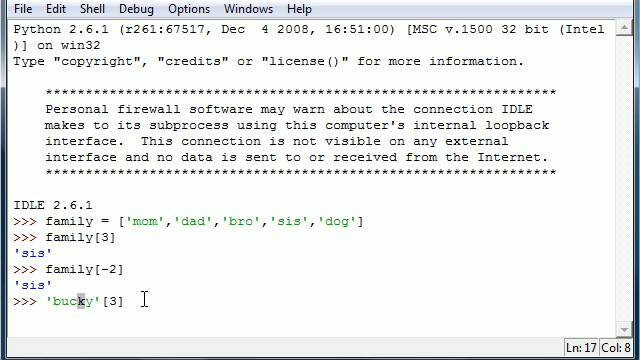 File Edit Shell Debug Options Windows Help
Python 2.6.1 (r261:67517, Dec  4 2008, 16:51:00) [MSC v.1500 32 bit (Intel
)] on win32
Type "copyright", "credits" or "license()" for more information.
****************************************************************
Personal firewall software may warn about the connection IDLE
makes to its subprocess using this computer's internal loopback
interface.  This connection is not visible on any external
interface and no data is sent to or received from the Internet.
****************************************************************
IDLE 2.6.1
>>> family = ['mom','dad','bro','sis','dog']
>>> family[3]
'sis'
>>> family[-2]
'sis'
>>> 'bucky'[3]
Ln: 17 Col: 8